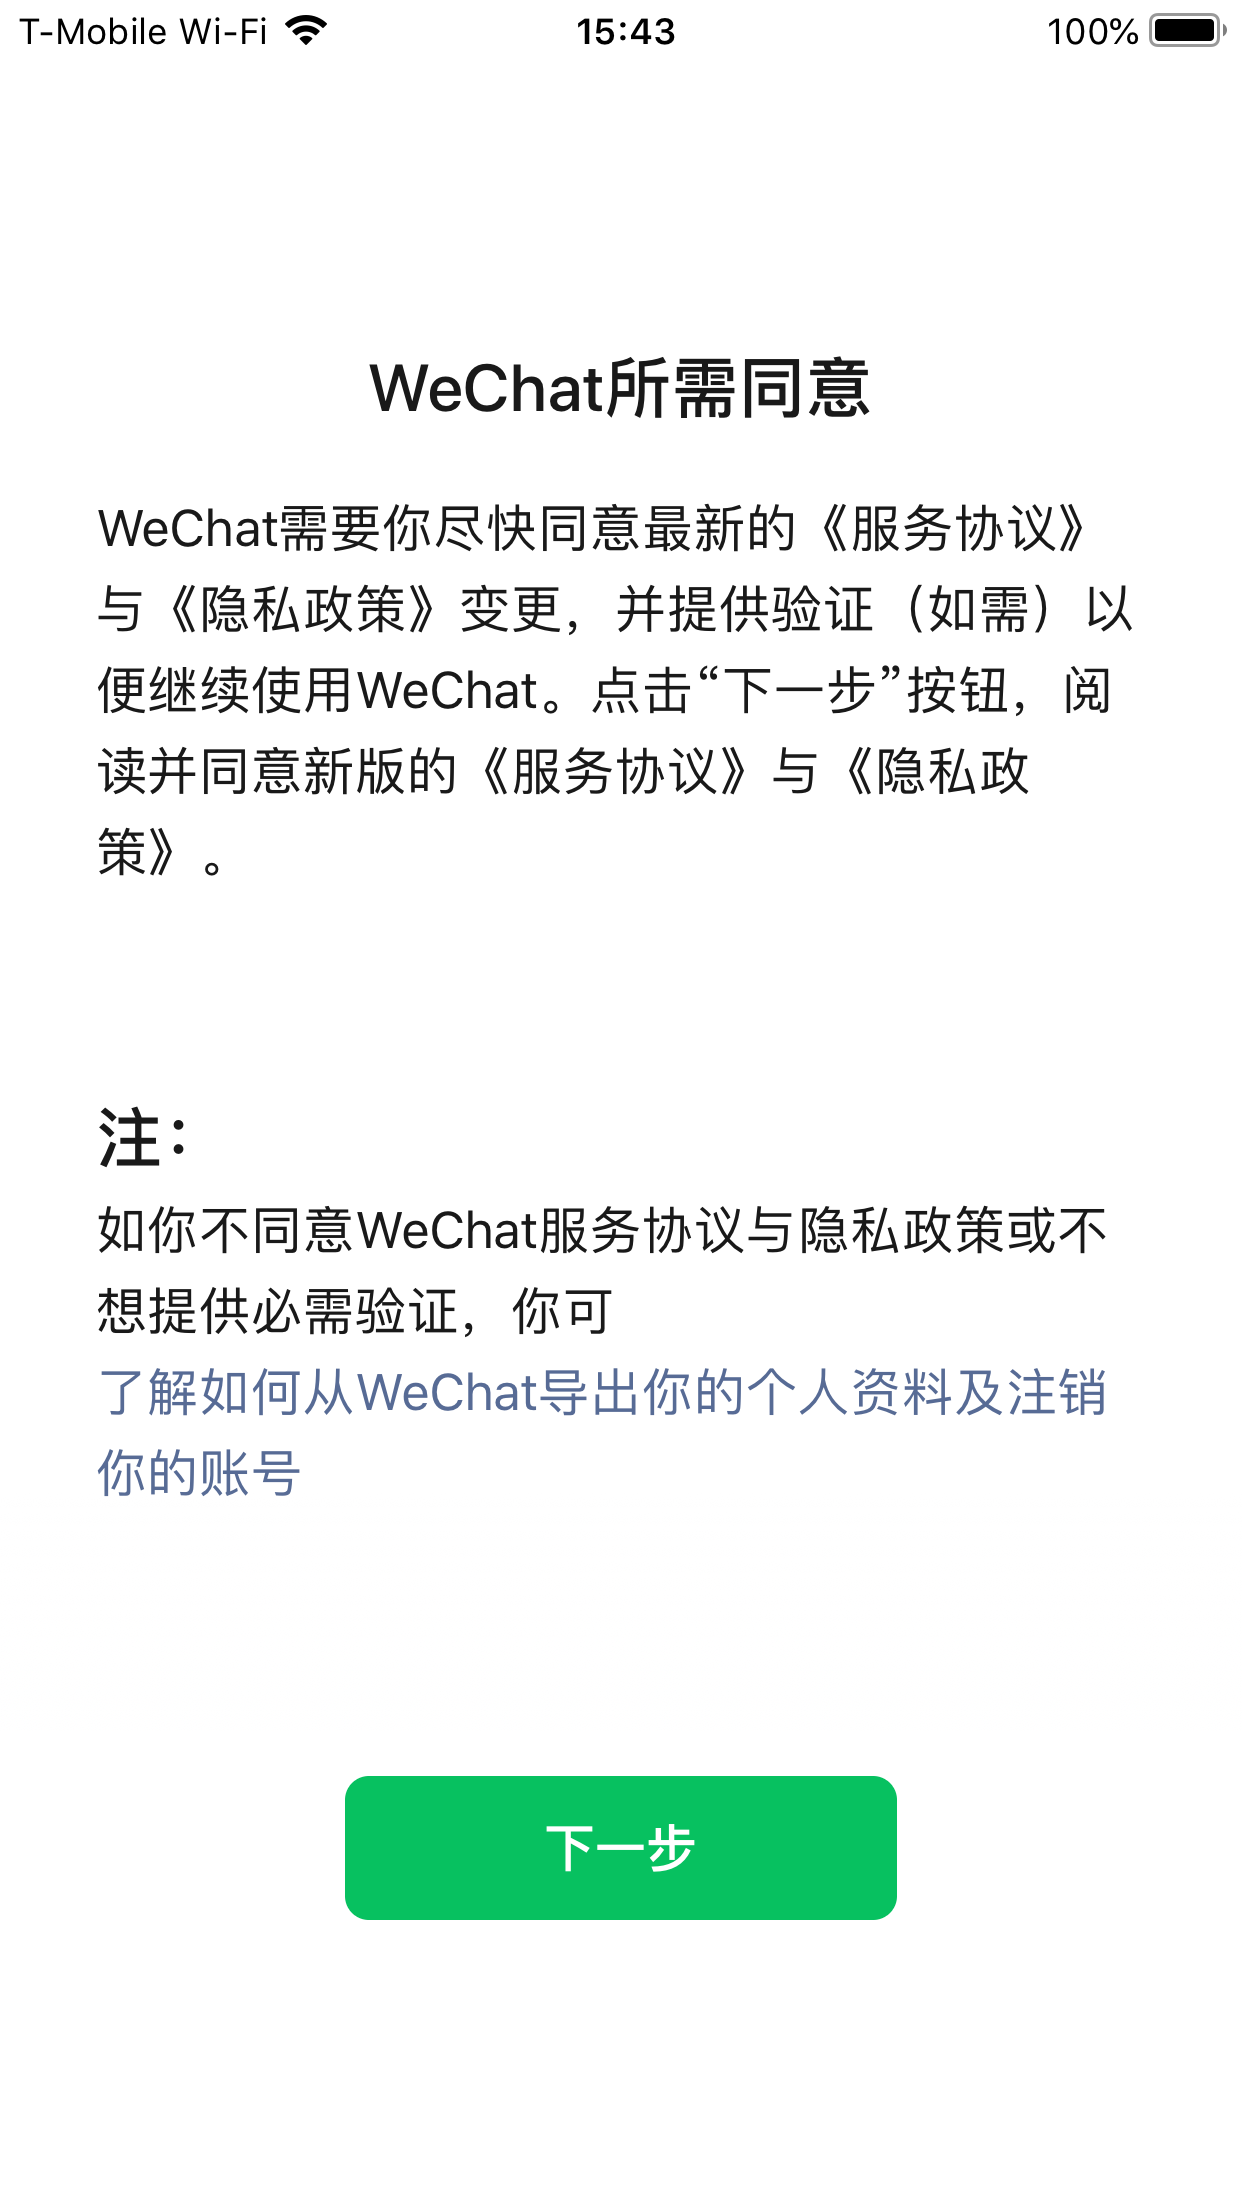 T-Mobile Wi-Fi 15:43 100%
WeChat所需同意
WeChat需要你尽快同意最新的《服务协议》
与《隐私政策》变更，并提供验证（如需）以
便继续使用WeChat。点击“下一步”按钮，阅
读并同意新版的《服务协议》与《隐私政
策》。
注：
如你不同意WeChat服务协议与隐私政策或不
想提供必需验证，你可
了解如何从WeChat导出你的个人资料及注销
你的账号
下一步